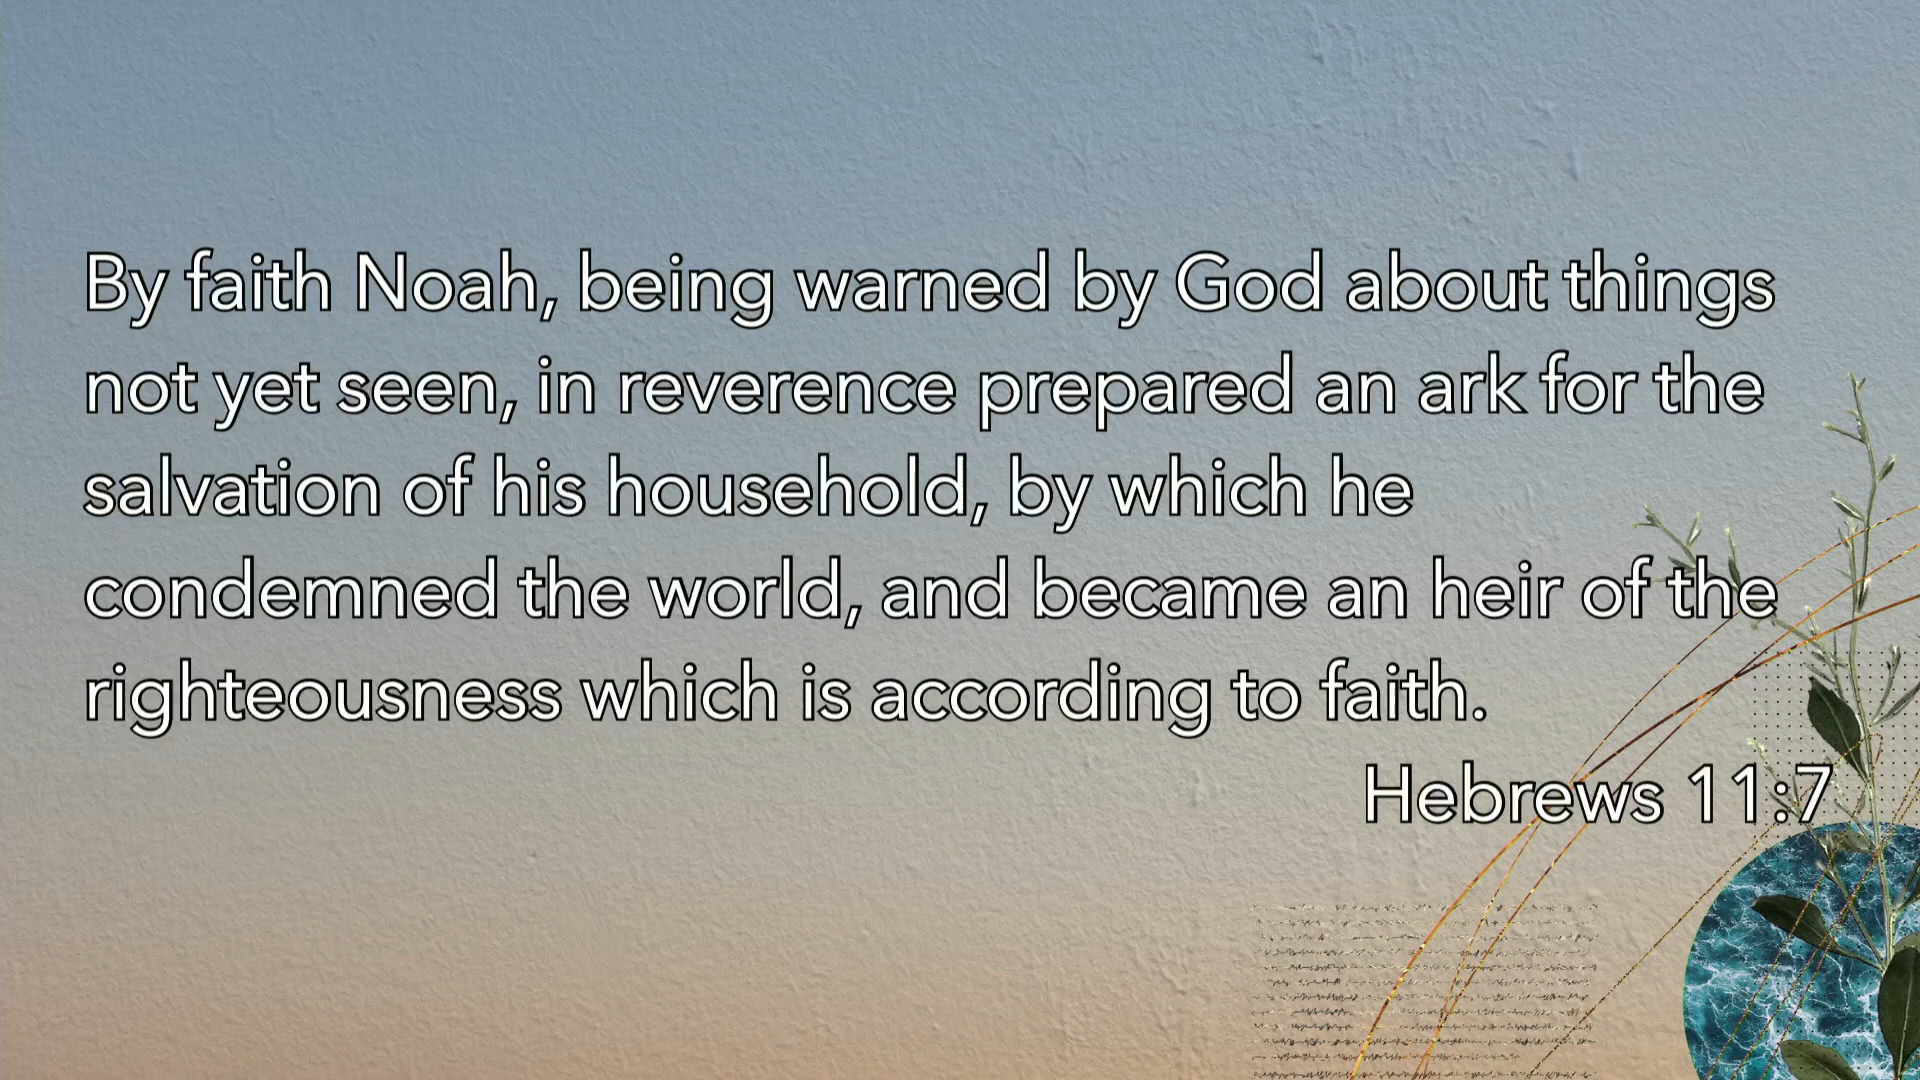 By faith Noah, being warned by God about things
not yet seen, in reverence prepared an ark for the
salvation of his household, by which he
condemned the world, and became an heir of the
righteousness which is according to faith.
Hebrews 11:7